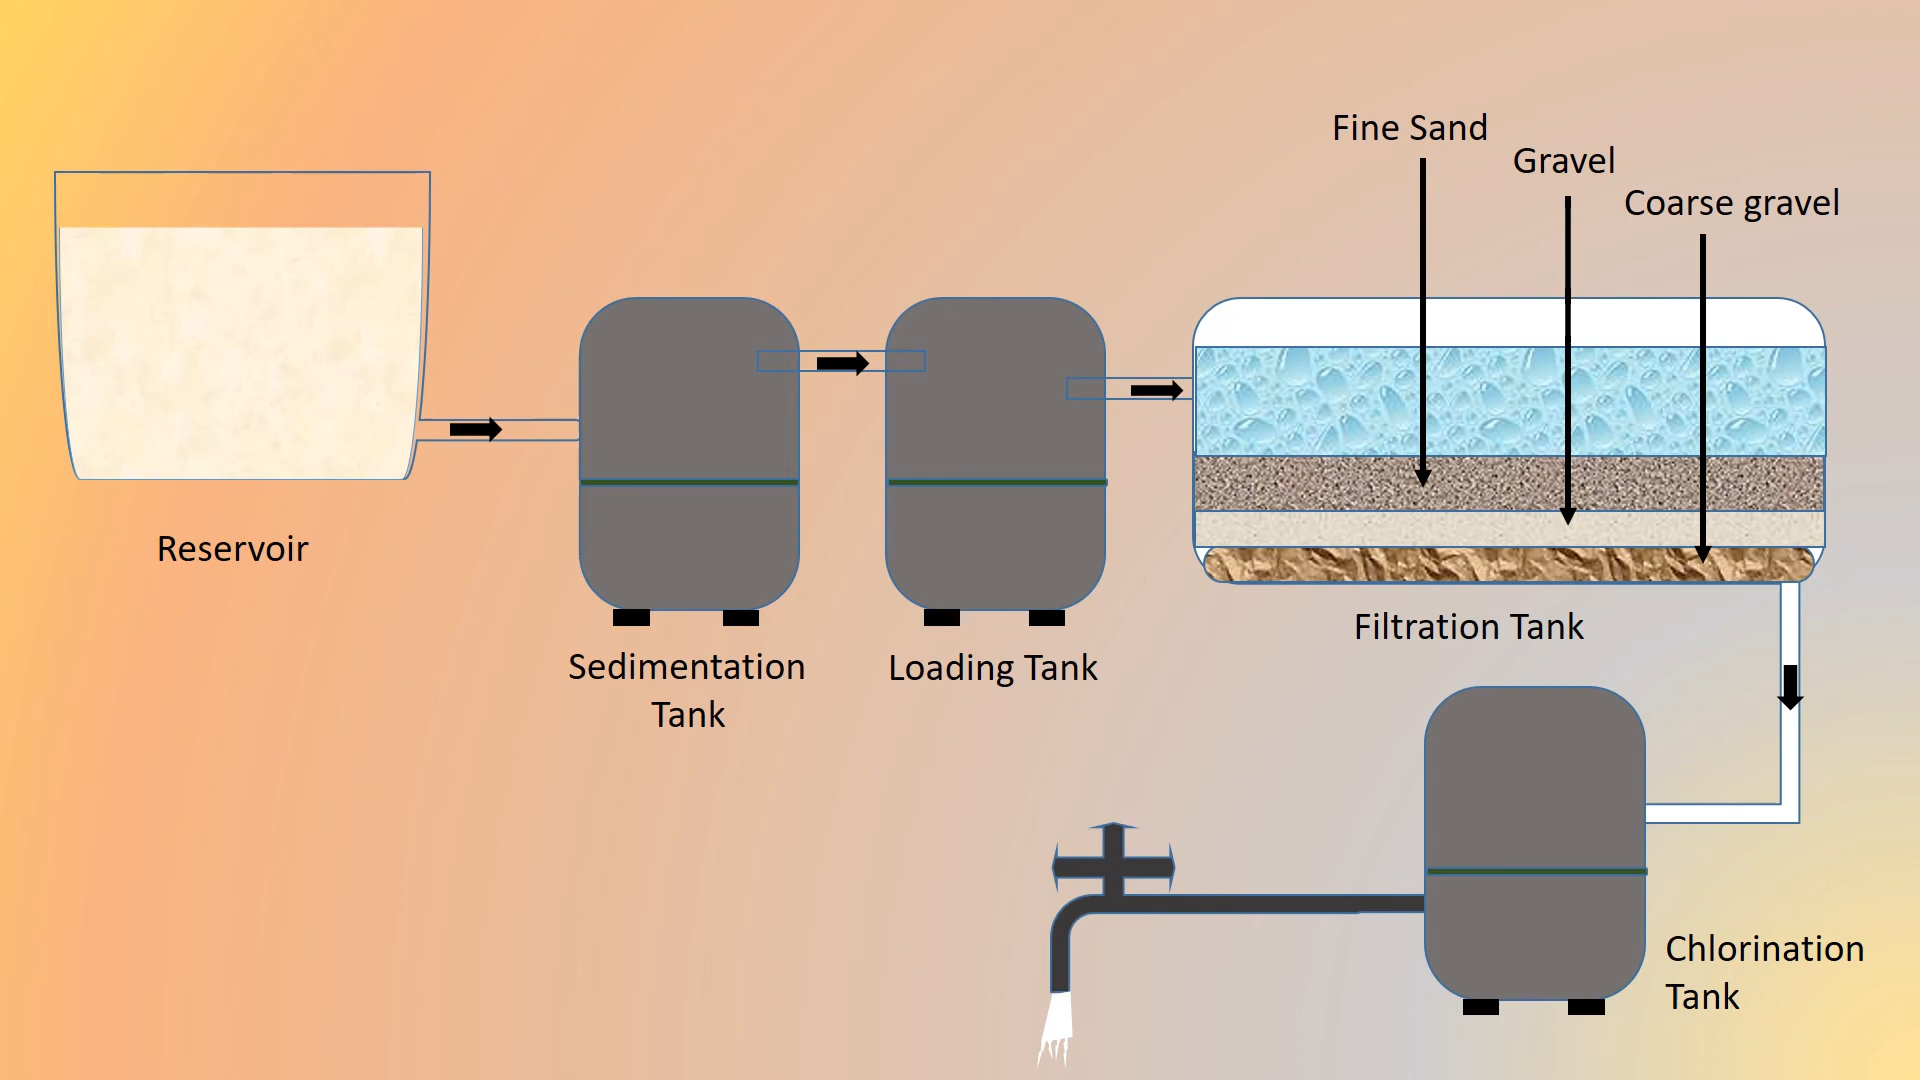 Fine Sand
Gravel
Coarse gravel
Reservoir
Sedimentation
Tank
Loading Tank
Filtration Tank
Chlorination
Tank